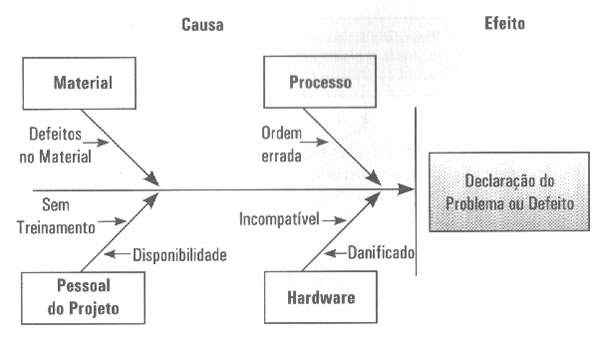 Causa
Efeito
Material
Processo
Defeitos
no Material
Ordem
errada
Declaração do
Problema ou Defeito
Sem
Treinamento
Incompatível
Disponibilidade
Danificado
Pessoal
do Projeto
Hardware